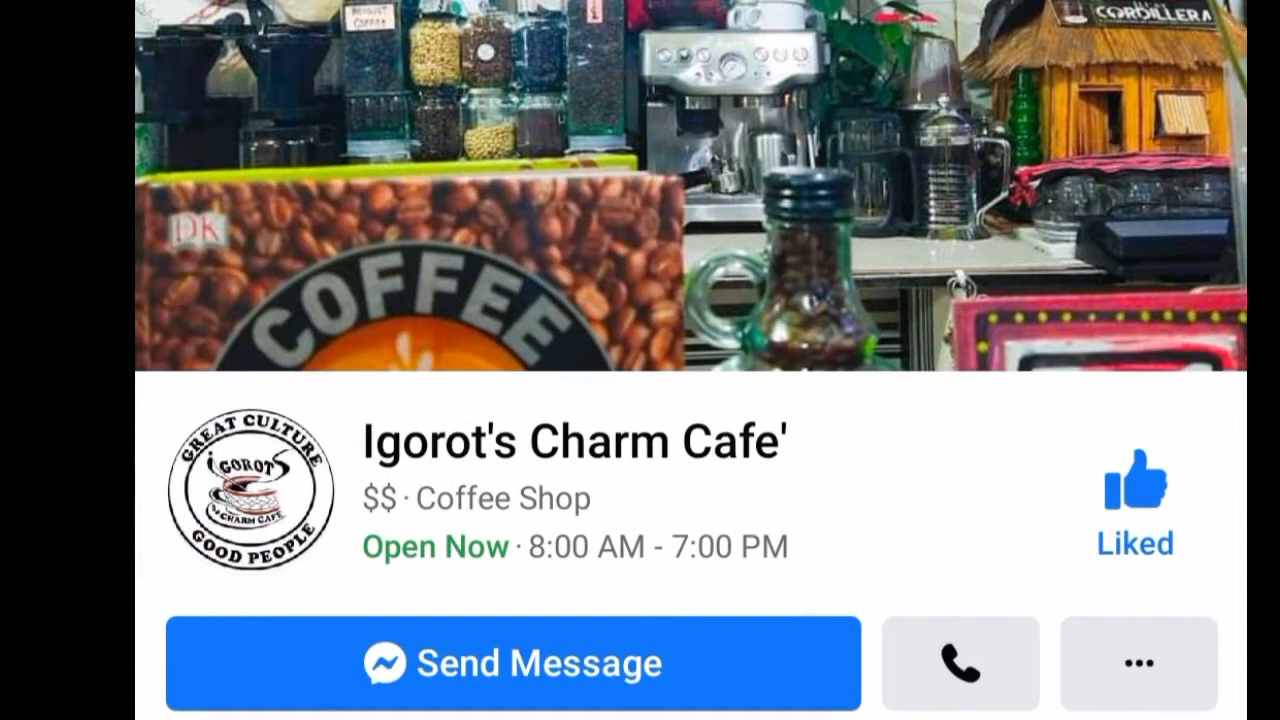 CORDILLERA
DK
COFFEE
GREAT CULTURE
IGOROT'S
CHARM CAFE
GOOD PEOPLE
Igorot's Charm Cafe'
$$ · Coffee Shop
Open Now · 8:00 AM - 7:00 PM
Liked
Send Message